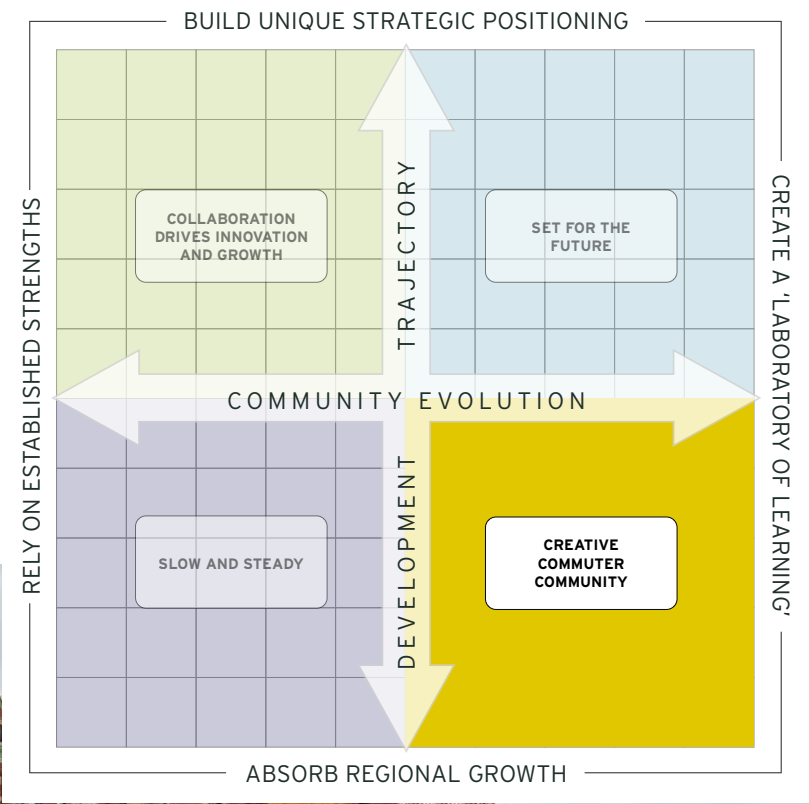 BUILD UNIQUE STRATEGIC POSITIONING
RELY ON ESTABLISHED STRENGTHS
CREATE A 'LABORATORY OF LEARNING'
COLLABORATION
DRIVES INNOVATION
AND GROWTH
SET FOR THE
FUTURE
TRAJECTORY
COMMUNITY EVOLUTION
DEVELOPMENT
SLOW AND STEADY
CREATIVE
COMMUTER
COMMUNITY
ABSORB REGIONAL GROWTH